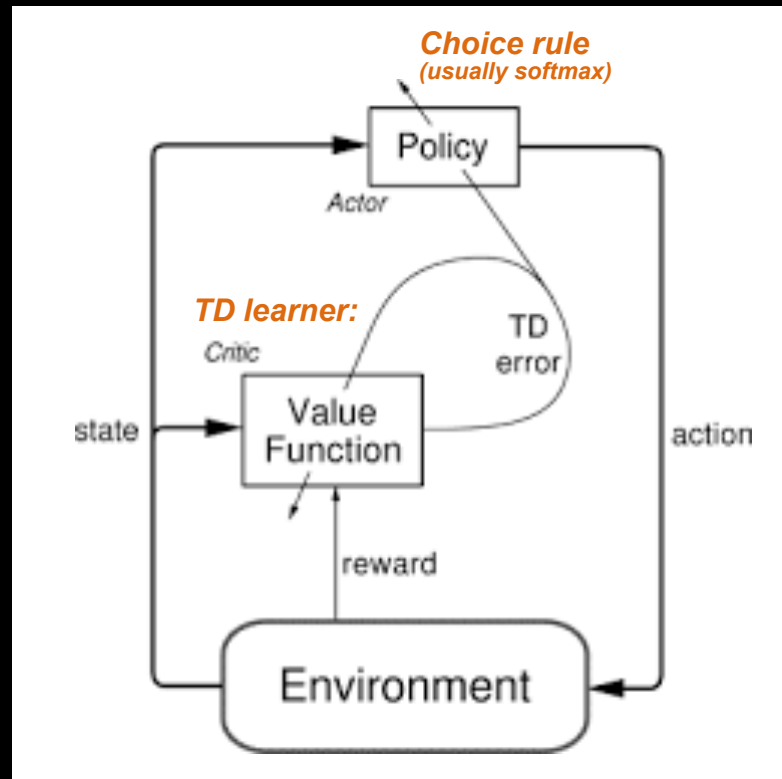 Choice rule
(usually softmax)
Policy
Actor
TD learner:
Critic
TD
error
Value
Function
state
action
reward
Environment